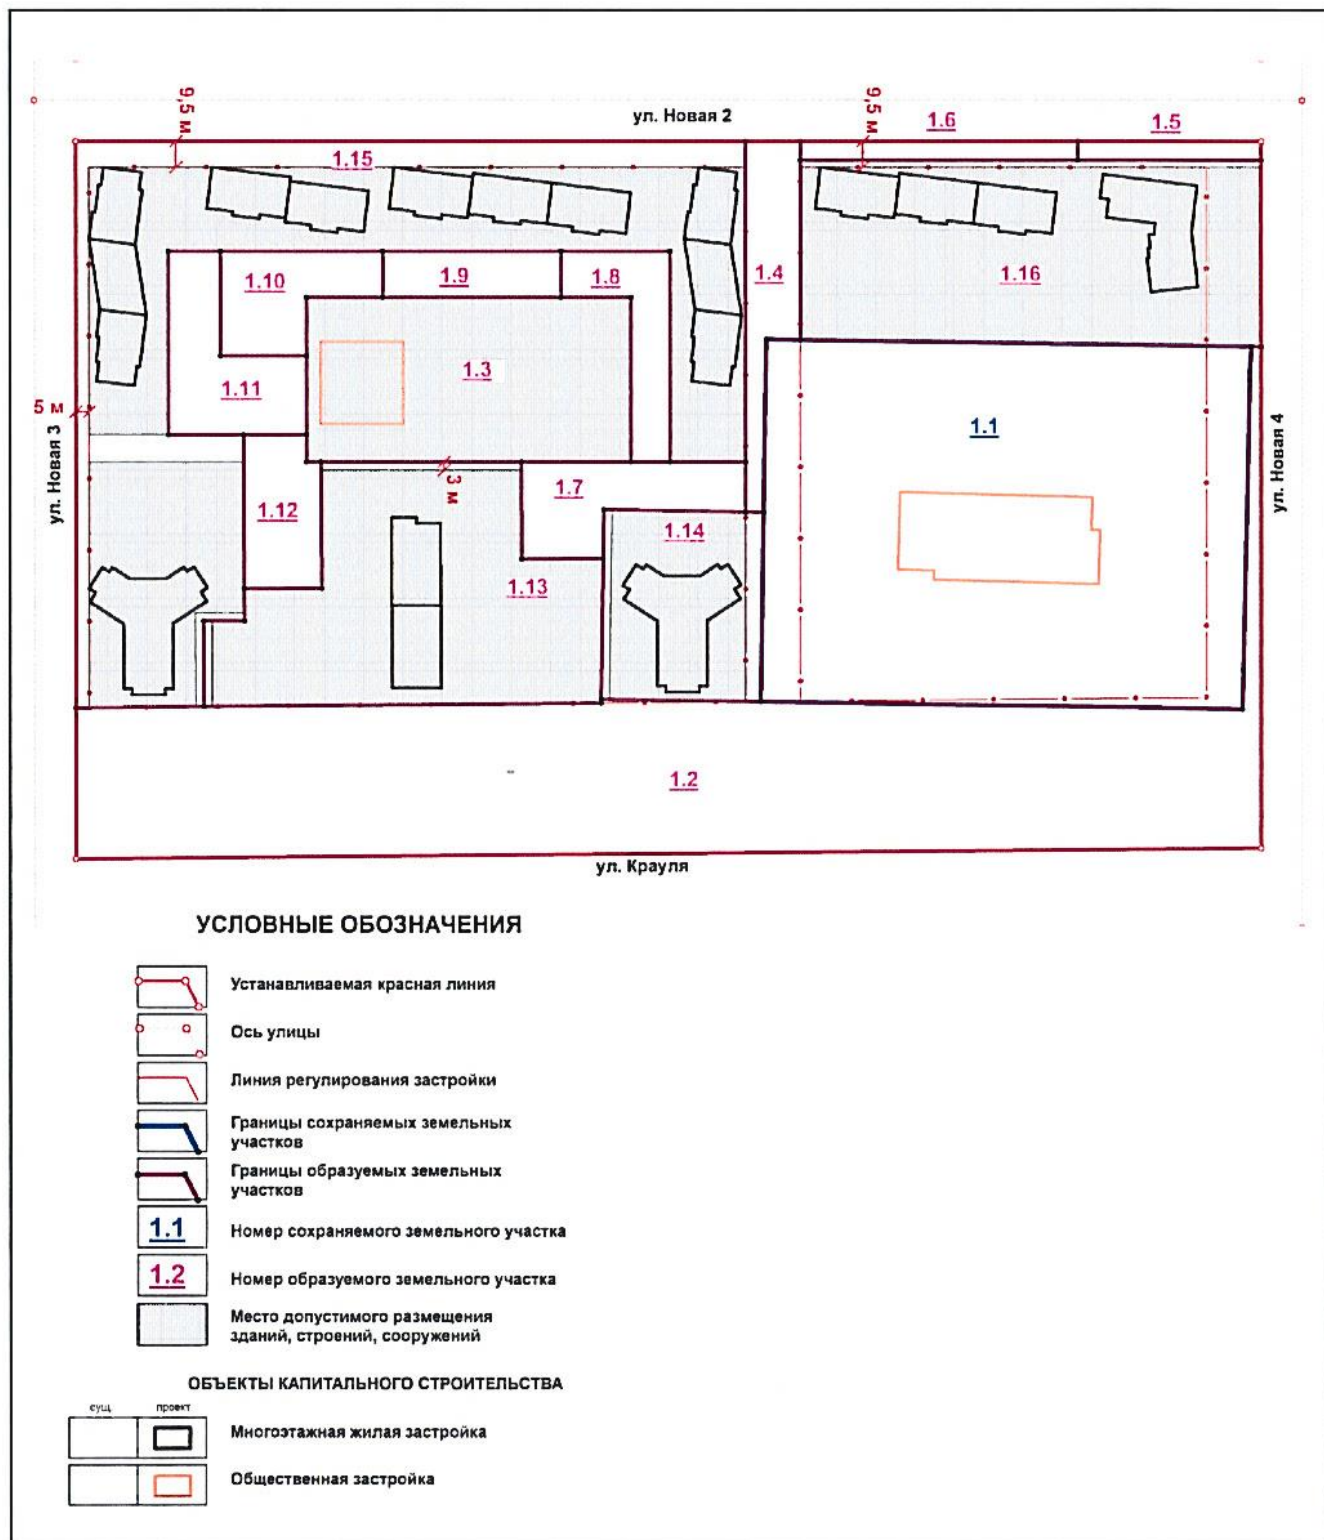 9,5 м
ул. Новая 2
9,5 м
1.6
1.5
1.15
1.10
1.9
1.8
1.4
1.16
1.3
1.11
5 м
ул. Новая 3
1.1
ул. Новая 4
3 м
1.7
1.12
1.14
1.13
1.2
ул. Крауля
УСЛОВНЫЕ ОБОЗНАЧЕНИЯ
Устанавливаемая красная линия
Ось улицы
Линия регулирования застройки
Границы сохраняемых земельных
участков
Границы образуемых земельных
участков
1.1 Номер сохраняемого земельного участка
1.2 Номер образуемого земельного участка
Место допустимого размещения
зданий, строений, сооружений
ОБЪЕКТЫ КАПИТАЛЬНОГО СТРОИТЕЛЬСТВА
сущ. проект
Многоэтажная жилая застройка
Общественная застройка